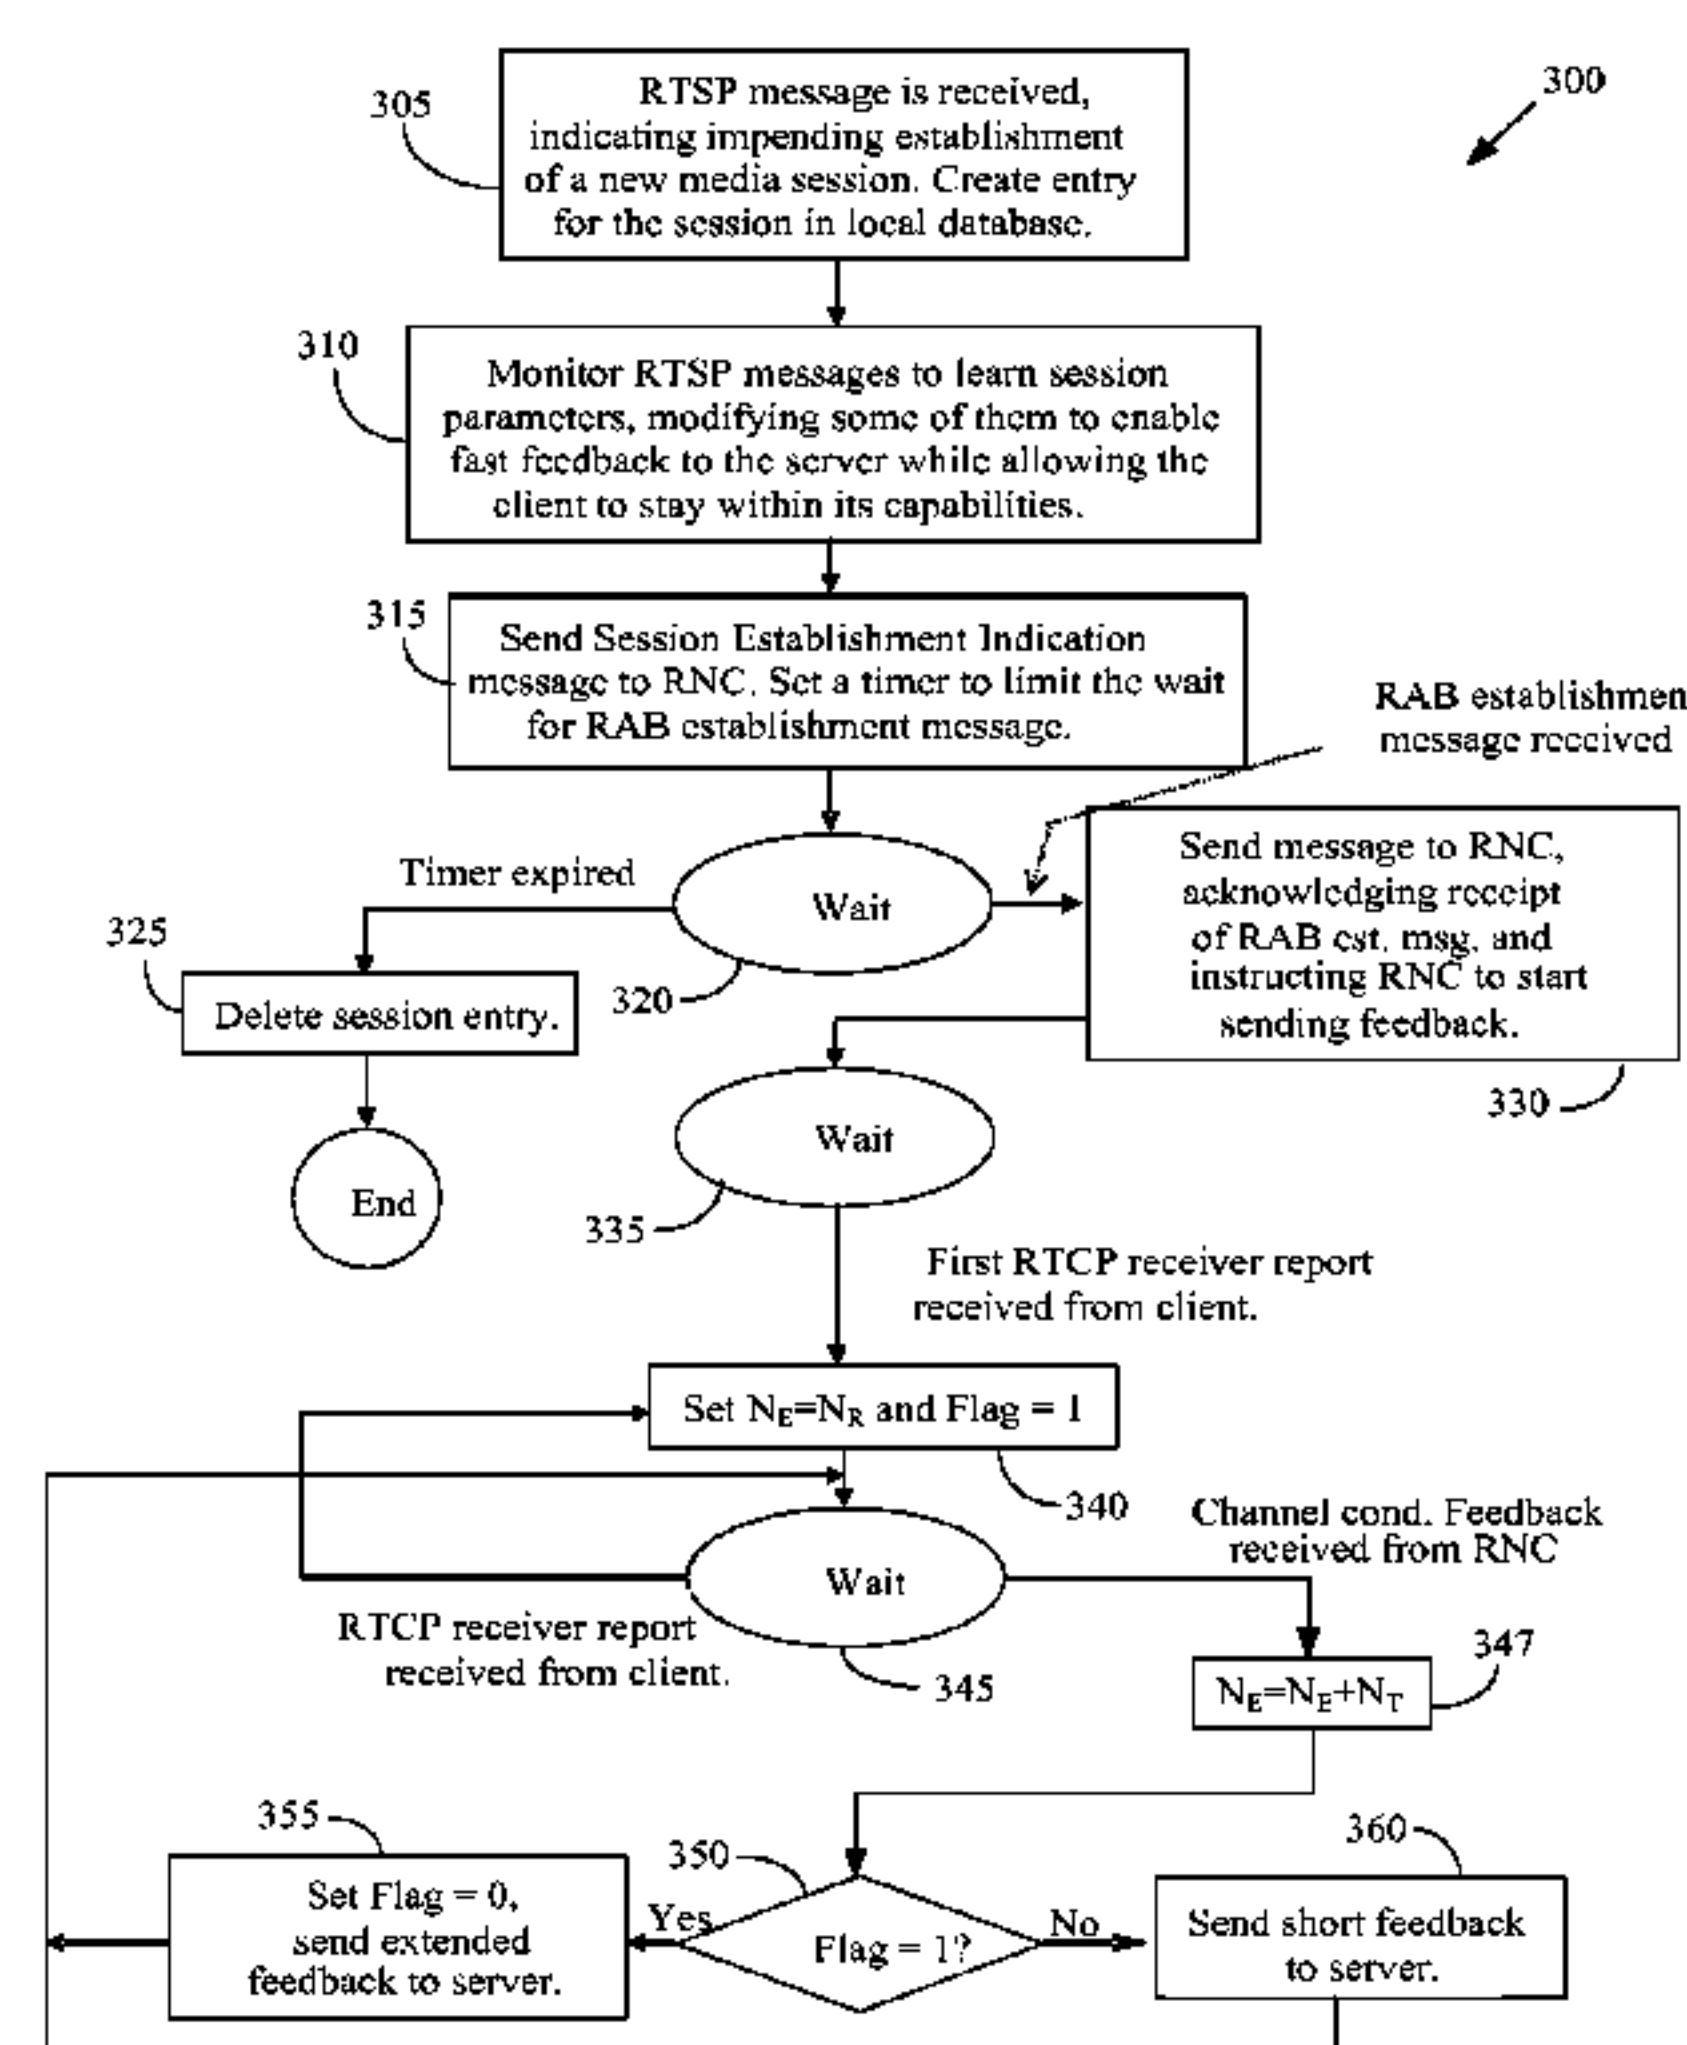 300
305
RTSP message is received,
indicating impending establishment
of a new media session. Create entry
for the session in local database.
310
Monitor RTSP messages to learn session
parameters, modifying some of them to enable
fast feedback to the server while allowing the
client to stay within its capabilities.
315
Send Session Establishment Indication
message to RNC. Set a timer to limit the wait
for RAB establishment message.
RAB establishmen
message received
Timer expired
Wait
320
325
Delete session entry.
End
Send message to RNC,
acknowledging receipt
of RAB est. msg, and
instructing RNC to start
sending feedback.
330
Wait
335
First RTCP receiver report
received from client.
Set NE=NR and Flag = 1
340
Wait
345
RTCP receiver report
received from client.
Channel cond. Feedback
received from RNC
347
NE=NE+NT
350
Flag = 1?
Yes
No
355
Set Flag = 0,
send extended
feedback to server.
360
Send short feedback
to server.